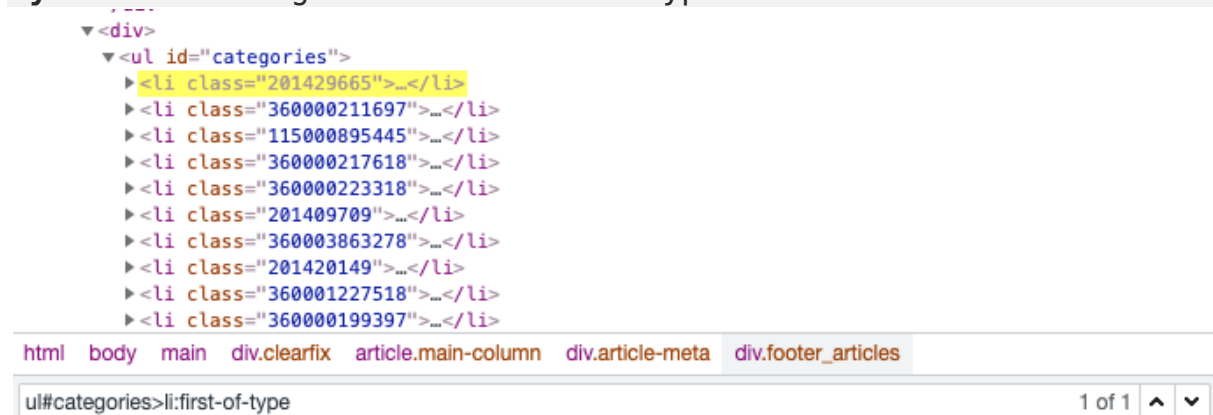 ▼<div>
▼<ul id="categories">
▶<li class="201429665">…</li>
▶<li class="360000211697">…</li>
▶<li class="115000895445">…</li>
▶<li class="360000217618">…</li>
▶<li class="360000223318">…</li>
▶<li class="201409709">…</li>
▶<li class="360003863278">…</li>
▶<li class="201420149">…</li>
▶<li class="360001227518">…</li>
▶<li class="360000199397">…</li>
html body main div.clearfix article.main-column div.article-meta div.footer_articles
ul#categories>li:first-of-type 1 of 1